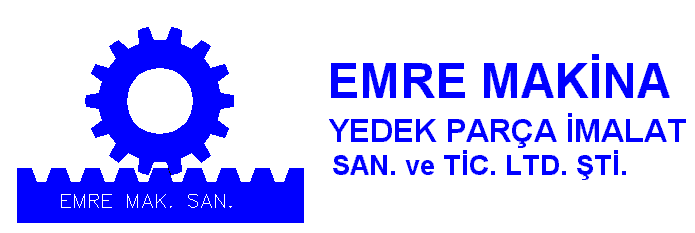 EMRE MAKİNA
YEDEK PARÇA İMALAT
SAN. ve TİC. LTD. ŞTİ.
EMRE MAK. SAN.